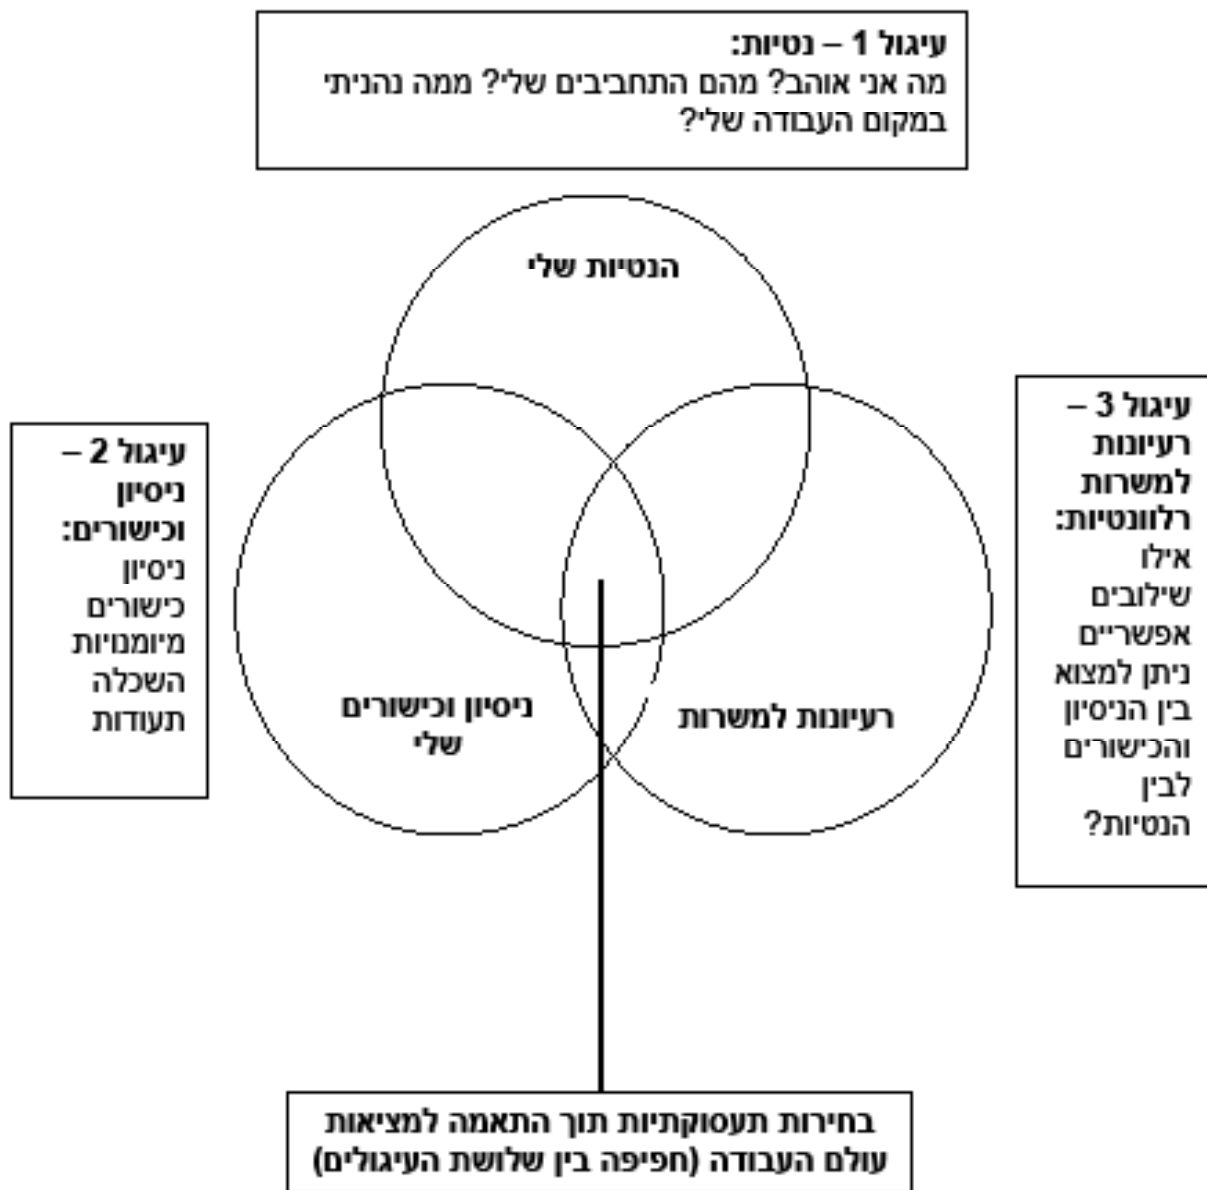 עיגול 1 – נטיות:
מה אני אוהב? מהם התחביבים שלי? ממה נהניתי
במקום העבודה שלי?
הנטיות שלי
עיגול 3 –
רעיונות
למשרות
רלוונטיות:
אילו
שילובים
אפשריים
ניתן למצוא
בין הניסיון
והכישורים
לבין
הנטיות?
עיגול 2 –
ניסיון
וכישורים:
ניסיון
כישורים
מיומנויות
השכלה
תעודות
רעיונות למשרות
ניסיון וכישורים
שלי
בחירות תעסוקתיות תוך התאמה למציאות
עולם העבודה (חפיפה בין שלושת העיגולים)